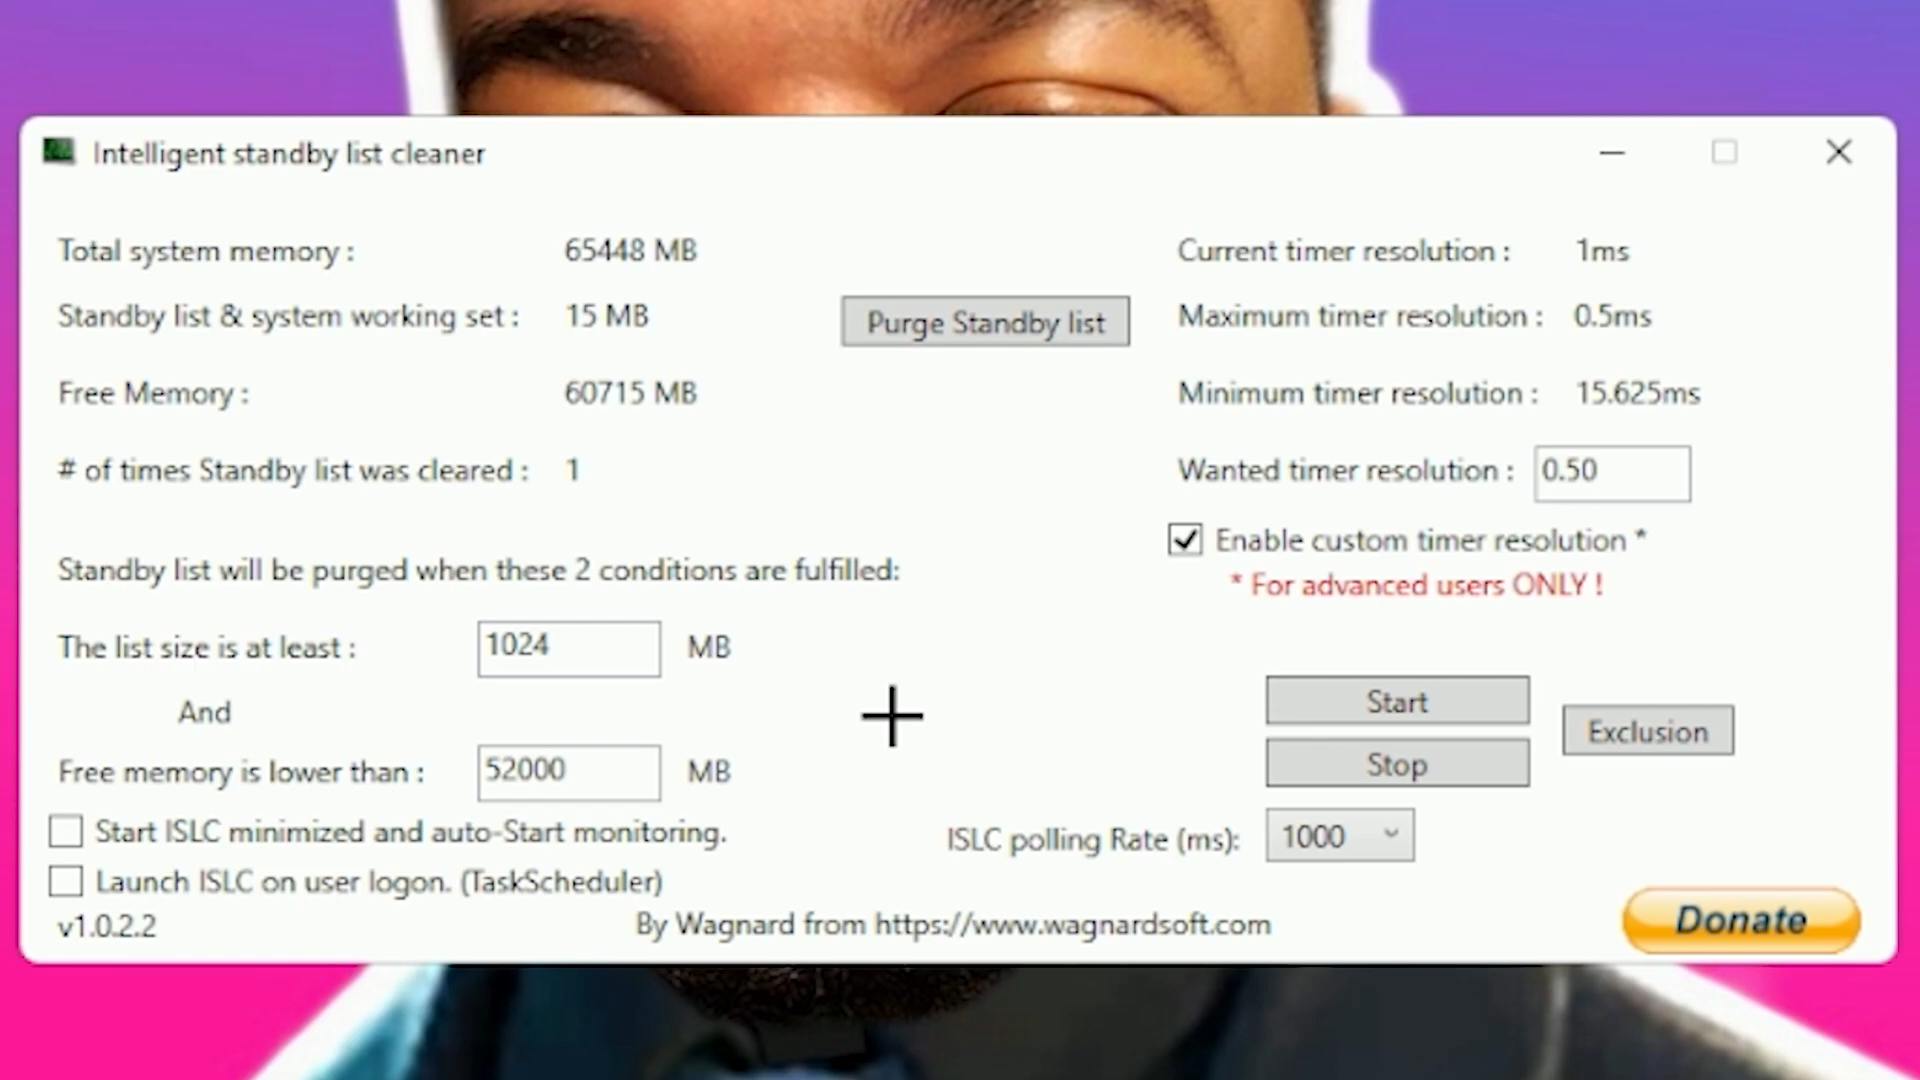 Intelligent standby list cleaner
Total system memory : 65448 MB
Standby list & system working set : 15 MB
Purge Standby list
Free Memory : 60715 MB
# of times Standby list was cleared : 1
Current timer resolution : 1ms
Maximum timer resolution : 0.5ms
Minimum timer resolution : 15.625ms
Wanted timer resolution : 0.50
Enable custom timer resolution *
* For advanced users ONLY !
Standby list will be purged when these 2 conditions are fulfilled:
The list size is at least : 1024 MB
And
Free memory is lower than : 52000 MB
Start
Stop
Exclusion
Start ISLC minimized and auto-Start monitoring.
ISLC polling Rate (ms): 1000
Launch ISLC on user logon. (TaskScheduler)
v1.0.2.2
By Wagnard from https://www.wagnardsoft.com
Donate